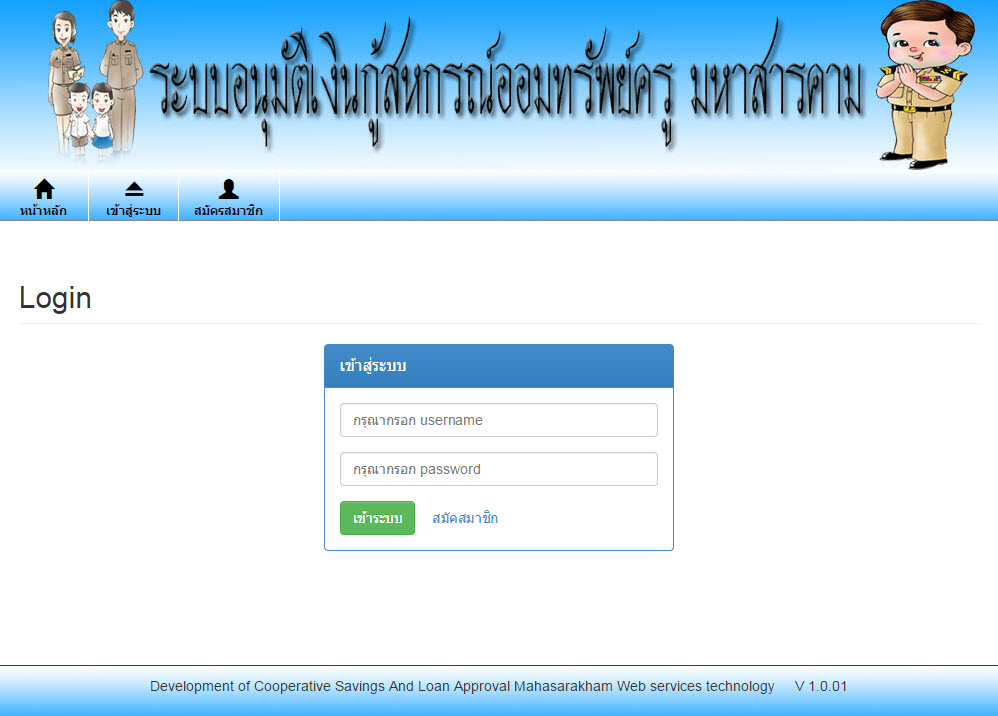 ระบบอนุมัติเงินกู้สหกรณ์ออมทรัพย์ครู มหาสารคาม
หน้าหลัก เข้าสู่ระบบ สมัครสมาชิก
Login
เข้าสู่ระบบ
กรุณากรอก username
กรุณากรอก password
เข้าระบบ สมัคสมาชิก
Development of Cooperative Savings And Loan Approval Mahasarakham Web services technology V 1.0.01